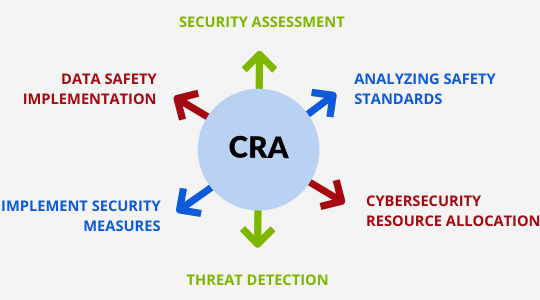 SECURITY ASSESSMENT
DATA SAFETY
IMPLEMENTATION
ANALYZING SAFETY
STANDARDS
CRA
IMPLEMENT SECURITY
MEASURES
CYBERSECURITY
RESOURCE ALLOCATION
THREAT DETECTION